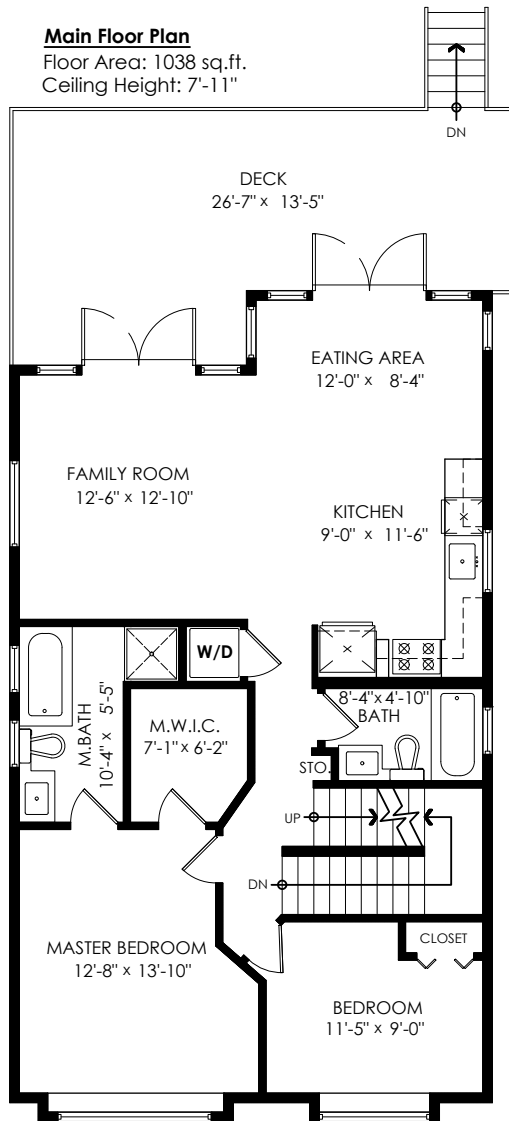 Main Floor Plan
Floor Area: 1038 sq.ft.
Ceiling Height: 7'-11"
DN
DECK
26'-7" x 13'-5"
EATING AREA
12'-0" x 8'-4"
FAMILY ROOM
12'-6" x 12'-10"
KITCHEN
9'-0" x 11'-6"
W/D
M.BATH
10'-4" x 5'-5"
M.W.I.C.
7'-1" x 6'-2"
8'-4" x 4'-10"
BATH
STO.
UP
DN
MASTER BEDROOM
12'-8" x 13'-10"
CLOSET
BEDROOM
11'-5" x 9'-0"